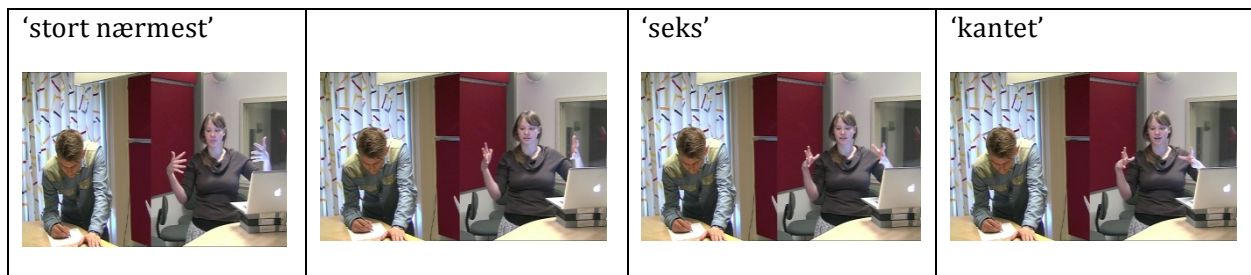 ‘stort nærmest’
‘seks’
‘kantet’